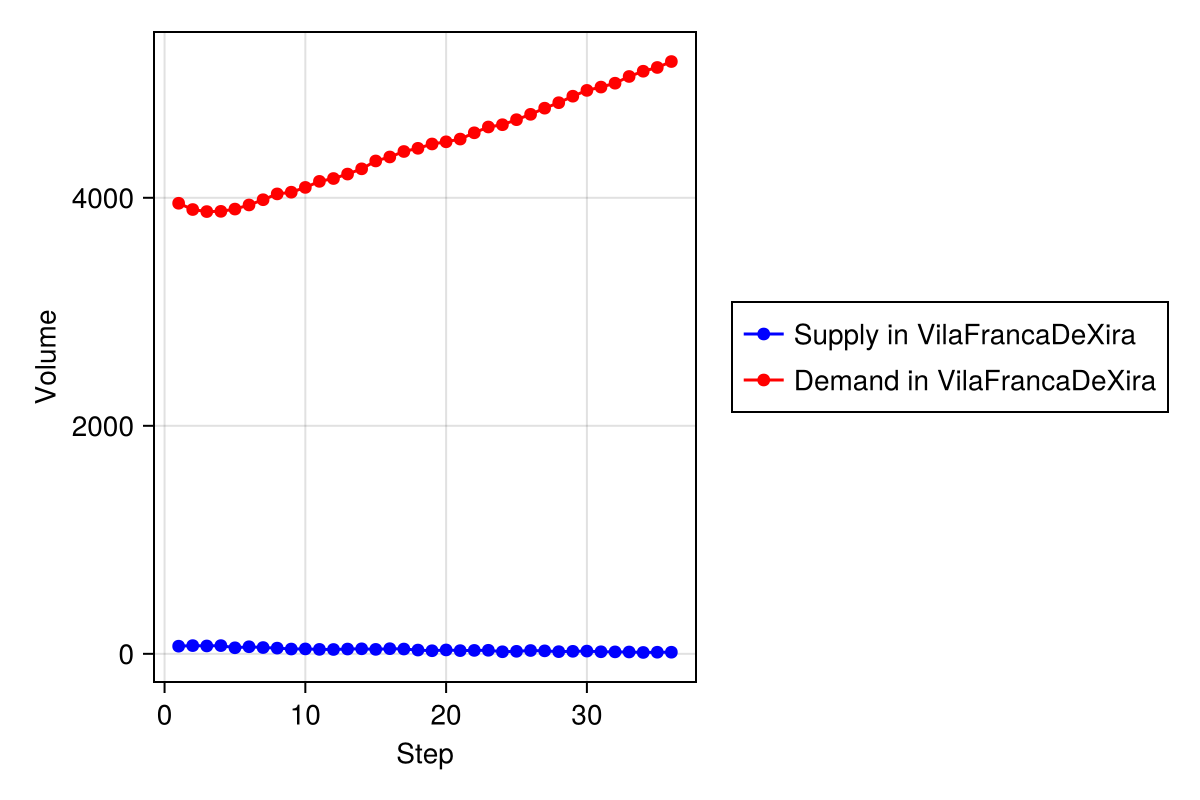 4000
2000
0
Volume
0 10 20 30
Step
Supply in VilaFrancaDeXira
Demand in VilaFrancaDeXira